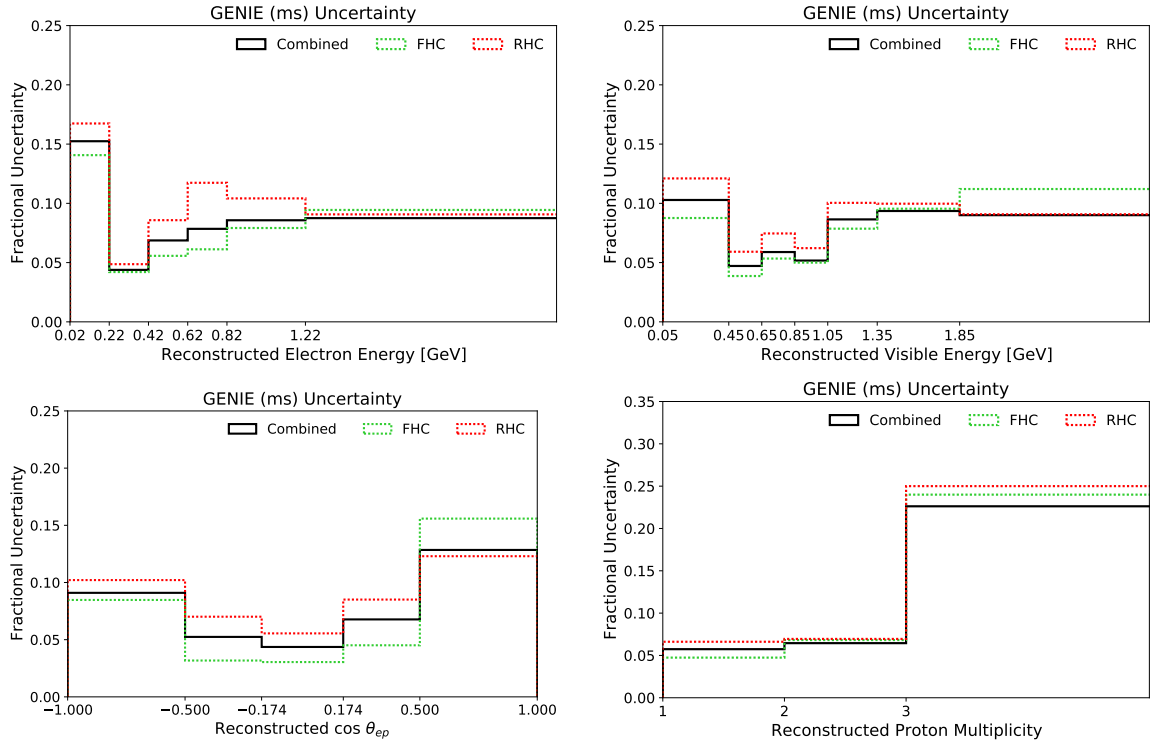 GENIE (ms) Uncertainty
Combined FHC RHC
Fractional Uncertainty
0.25
0.20
0.15
0.10
0.05
0.00
0.02 0.22 0.42 0.62 0.82 1.22
Reconstructed Electron Energy [GeV]
GENIE (ms) Uncertainty
Combined FHC RHC
Fractional Uncertainty
0.25
0.20
0.15
0.10
0.05
0.00
0.05 0.45 0.65 0.85 1.05 1.35 1.85
Reconstructed Visible Energy [GeV]
GENIE (ms) Uncertainty
Combined FHC RHC
Fractional Uncertainty
0.25
0.20
0.15
0.10
0.05
0.00
−1.000 −0.500 −0.174 0.174 0.500 1.000
Reconstructed cos θep
GENIE (ms) Uncertainty
Combined FHC RHC
Fractional Uncertainty
0.35
0.30
0.25
0.20
0.15
0.10
0.05
0.00
1 2 3
Reconstructed Proton Multiplicity